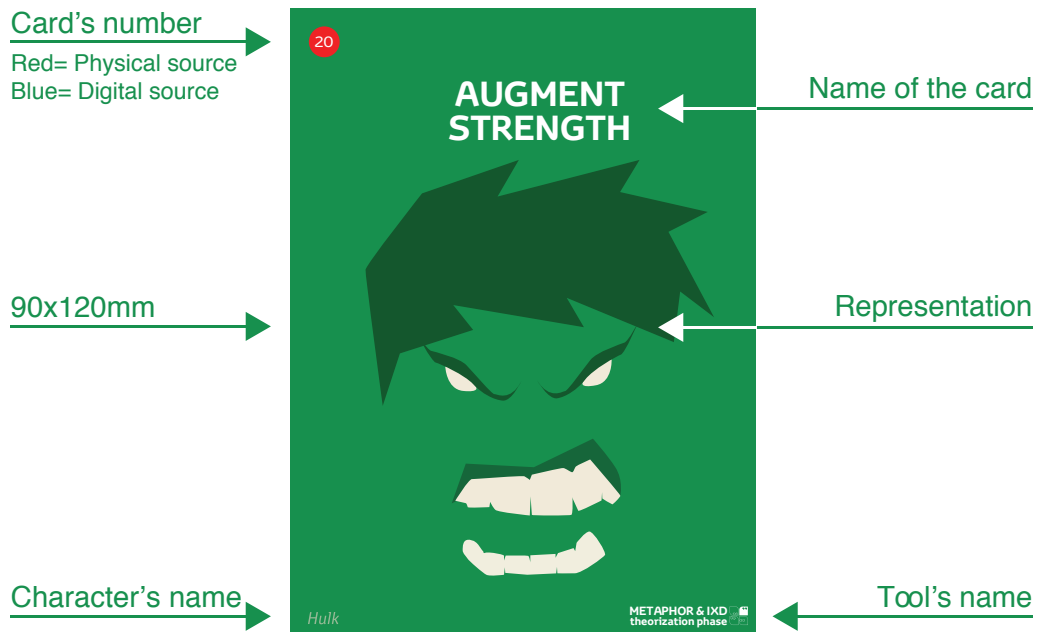 Card's number
Red= Physical source
Blue= Digital source
90x120mm
Character's name
20
AUGMENT
STRENGTH
Hulk
METAPHOR & IXD
theorization phase
Name of the card
Representation
Tool's name